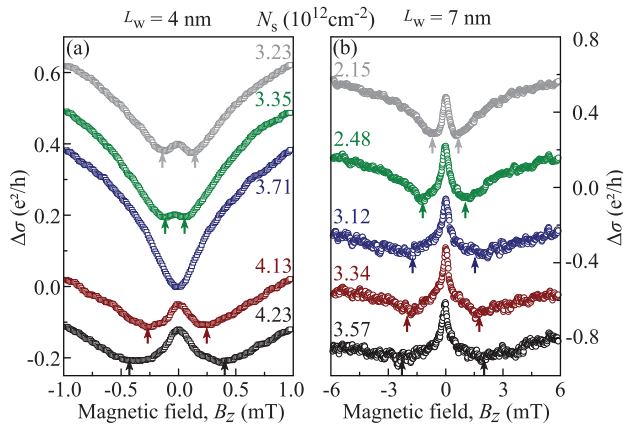 L_w = 4 nm N_s (10^12 cm^-2) L_w = 7 nm
(a)
3.23
3.35
3.71
4.13
4.23
0.6
0.4
0.2
0.0
-0.2
Δσ (e²/h)
-1.0 -0.5 0.0 0.5 1.0
Magnetic field, B_Z (mT)
(b)
2.15
2.48
3.12
3.34
3.57
0.8
0.4
0.0
-0.4
-0.8
Δσ (e²/h)
-6 -3 0 3 6
Magnetic field, B_Z (mT)